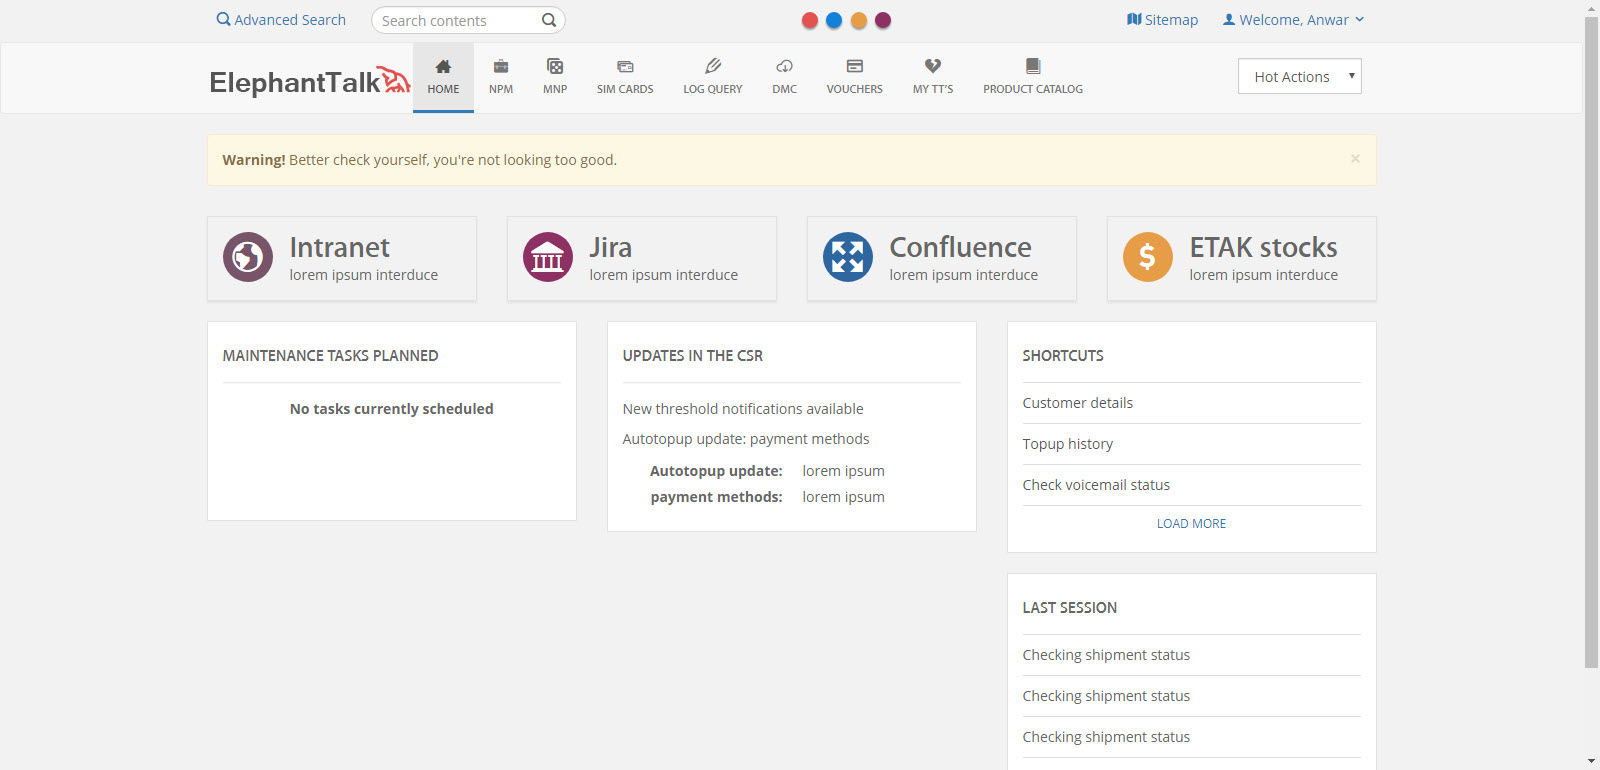 Advanced Search
Search contents
Sitemap
Welcome, Anwar
ElephantTalk
HOME
NPM
MNP
SIM CARDS
LOG QUERY
DMC
VOUCHERS
MY TT'S
PRODUCT CATALOG
Hot Actions
Warning! Better check yourself, you're not looking too good.
×
Intranet
lorem ipsum interduce
Jira
lorem ipsum interduce
Confluence
lorem ipsum interduce
ETAK stocks
lorem ipsum interduce
MAINTENANCE TASKS PLANNED
No tasks currently scheduled
UPDATES IN THE CSR
New threshold notifications available
Autotopup update: payment methods
Autotopup update: lorem ipsum
payment methods: lorem ipsum
SHORTCUTS
Customer details
Topup history
Check voicemail status
LOAD MORE
LAST SESSION
Checking shipment status
Checking shipment status
Checking shipment status